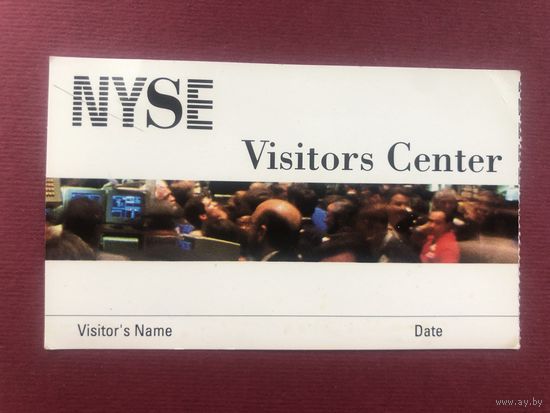 NYSE
Visitors Center
Visitor's Name Date
www.ay.by